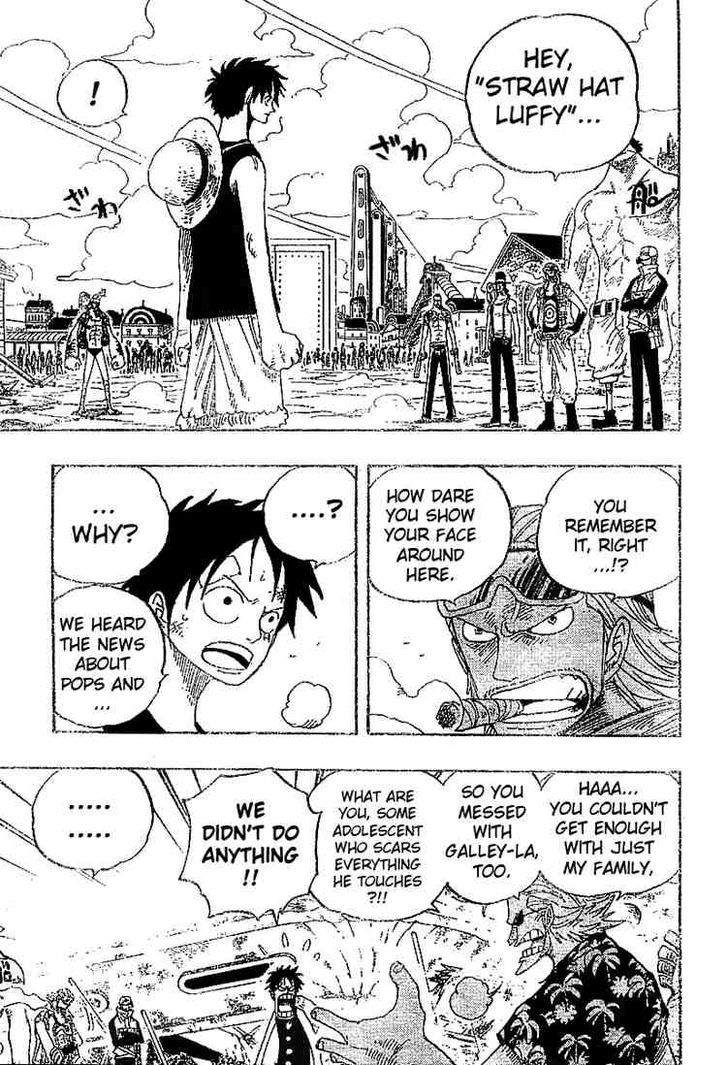 HEY,
"STRAW HAT
LUFFY"...
!
ざわ
ざわ
YOU
REMEMBER
IT, RIGHT
...!?
HOW DARE
YOU SHOW
YOUR FACE
AROUND
HERE.
....?
...
WHY?
WE HEARD
THE NEWS
ABOUT
POPS AND
...
HAAA...
YOU COULDN'T
GET ENOUGH
WITH JUST
MY FAMILY,
SO YOU
MESSED
WITH
GALLEY-LA,
TOO.
WHAT ARE
YOU, SOME
ADOLESCENT
WHO SCARS
EVERYTHING
HE TOUCHES
?!!
WE
DIDN'T DO
ANYTHING
!!
.....
.....